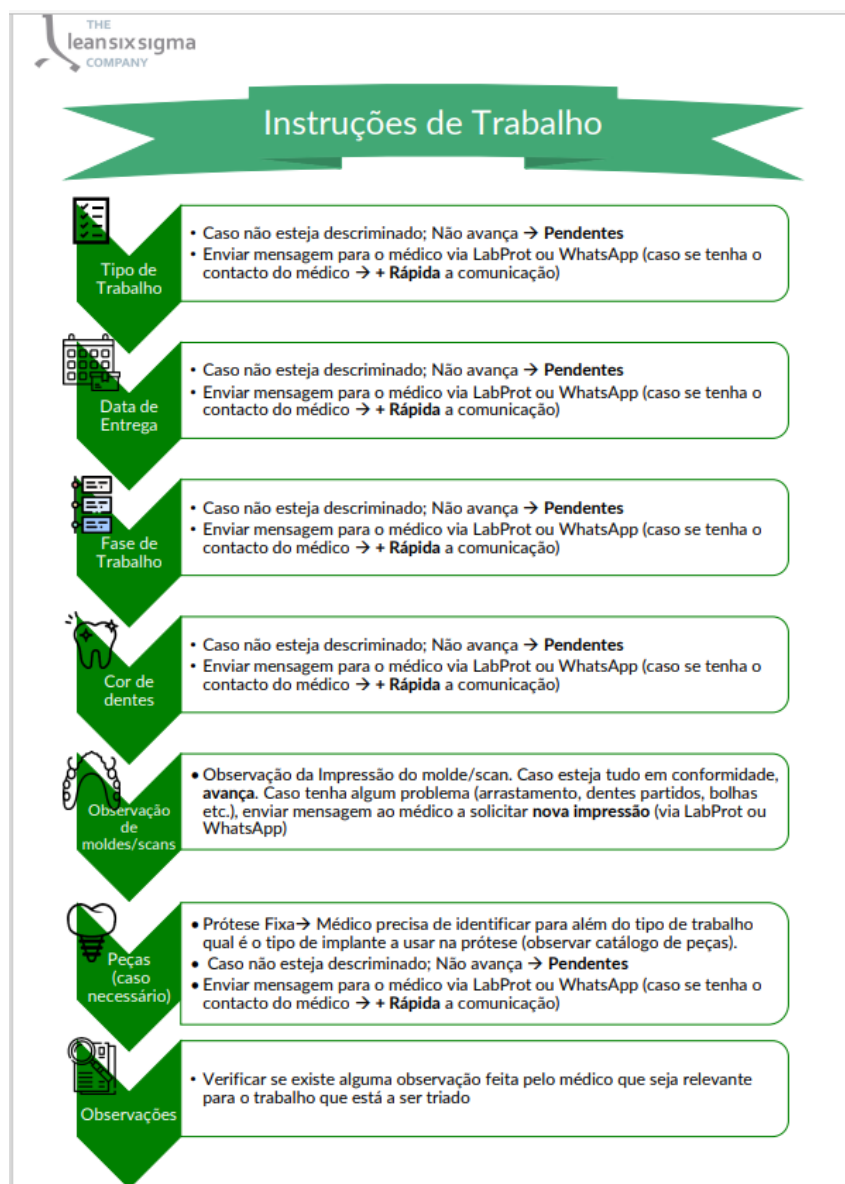 THE
leansixsigma
COMPANY
Instruções de Trabalho
Tipo de
Trabalho
• Caso não esteja descriminado; Não avança → Pendentes
• Enviar mensagem para o médico via LabProt ou WhatsApp (caso se tenha o
contacto do médico → + Rápida a comunicação)
Data de
Entrega
• Caso não esteja descriminado; Não avança → Pendentes
• Enviar mensagem para o médico via LabProt ou WhatsApp (caso se tenha o
contacto do médico → + Rápida a comunicação)
Fase de
Trabalho
• Caso não esteja descriminado; Não avança → Pendentes
• Enviar mensagem para o médico via LabProt ou WhatsApp (caso se tenha o
contacto do médico → + Rápida a comunicação)
Cor de
dentes
• Caso não esteja descriminado; Não avança → Pendentes
• Enviar mensagem para o médico via LabProt ou WhatsApp (caso se tenha o
contacto do médico → + Rápida a comunicação)
Observação
de
moldes/scans
• Observação da Impressão do molde/scan. Caso esteja tudo em conformidade,
avança. Caso tenha algum problema (arrastamento, dentes partidos, bolhas
etc.), enviar mensagem ao médico a solicitar nova impressão (via LabProt ou
WhatsApp)
Peças
(caso
necessário)
• Prótese Fixa→ Médico precisa de identificar para além do tipo de trabalho
qual é o tipo de implante a usar na prótese (observar catálogo de peças).
• Caso não esteja descriminado; Não avança → Pendentes
• Enviar mensagem para o médico via LabProt ou WhatsApp (caso se tenha o
contacto do médico → + Rápida a comunicação)
Observações
• Verificar se existe alguma observação feita pelo médico que seja relevante
para o trabalho que está a ser triado